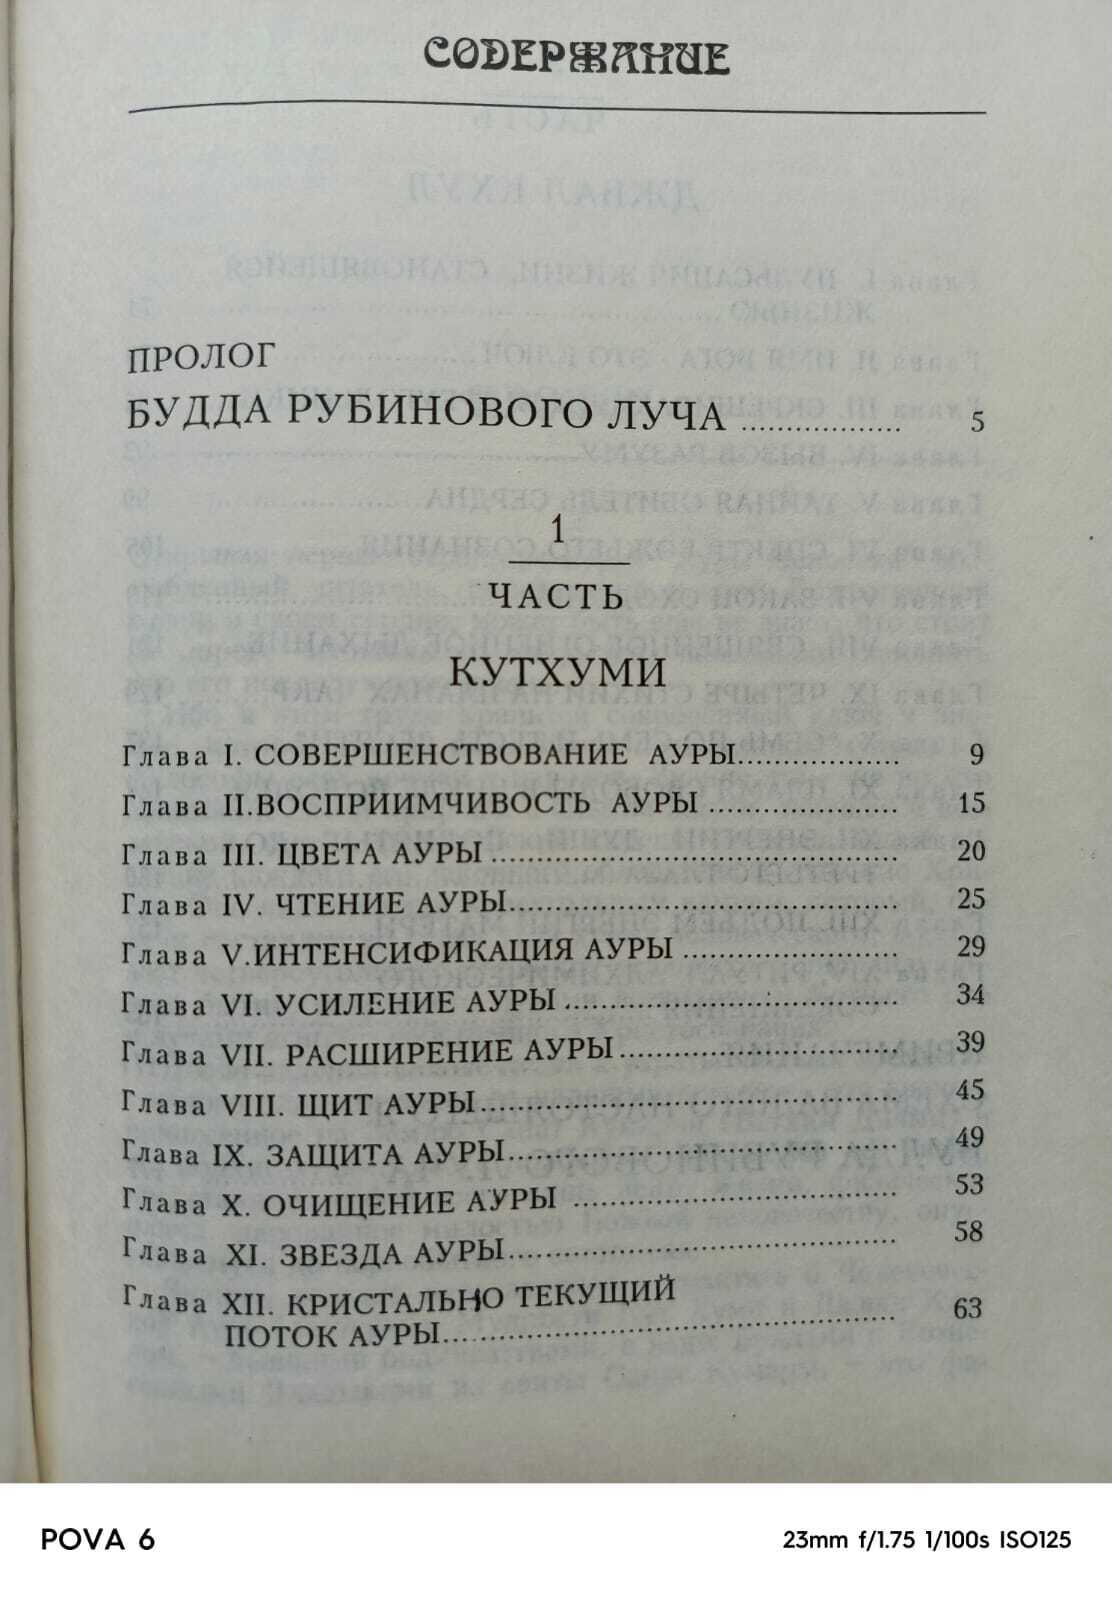 СОДЕРЖАНИЕ
ПРОЛОГ
БУДДА РУБИНОВОГО ЛУЧА .................. 5
1
ЧАСТЬ
КУТХУМИ
Глава I. СОВЕРШЕНСТВОВАНИЕ АУРЫ.................. 9
Глава II.ВОСПРИИМЧИВОСТЬ АУРЫ ..................... 15
Глава III. ЦВЕТА АУРЫ ............................................. 20
Глава IV. ЧТЕНИЕ АУРЫ........................................... 25
Глава V.ИНТЕНСИФИКАЦИЯ АУРЫ ........................ 29
Глава VI. УСИЛЕНИЕ АУРЫ ..................................... 34
Глава VII. РАСШИРЕНИЕ АУРЫ............................... 39
Глава VIII. ЩИТ АУРЫ.............................................. 45
Глава IX. ЗАЩИТА АУРЫ.......................................... 49
Глава X. ОЧИЩЕНИЕ АУРЫ ................................... 53
Глава XI. ЗВЕЗДА АУРЫ........................................... 58
Глава XII. КРИСТАЛЬНО ТЕКУЩИЙ
ПОТОК АУРЫ.................................................. 63
POVA 6
23mm f/1.75 1/100s ISO125